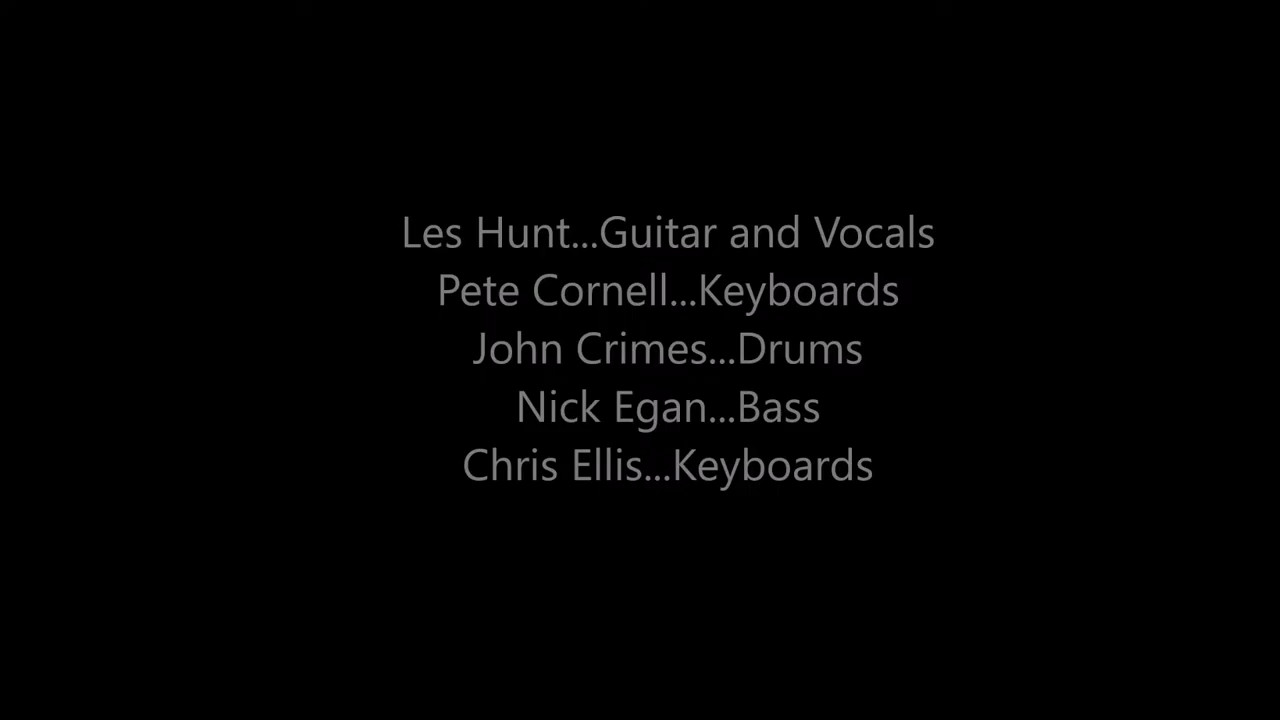 Les Hunt...Guitar and Vocals
Pete Cornell...Keyboards
John Crimes...Drums
Nick Egan...Bass
Chris Ellis...Keyboards